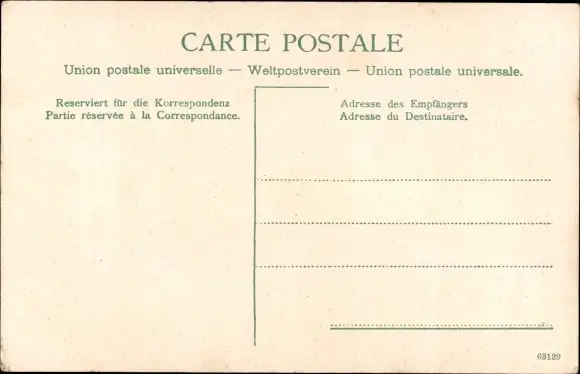 CARTE POSTALE
Union postale universelle — Weltpostverein — Union postale universale.
Reserviert für die Korrespondenz
Partie réservée à la Correspondance.
Adresse des Empfängers
Adresse du Destinataire.
63129